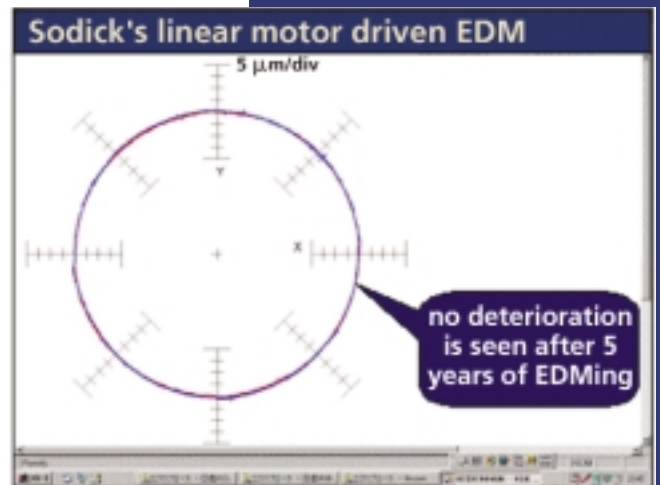 Sodick's linear motor driven EDM
5 μm/div
Y
X
no deterioration
is seen after 5
years of EDMing